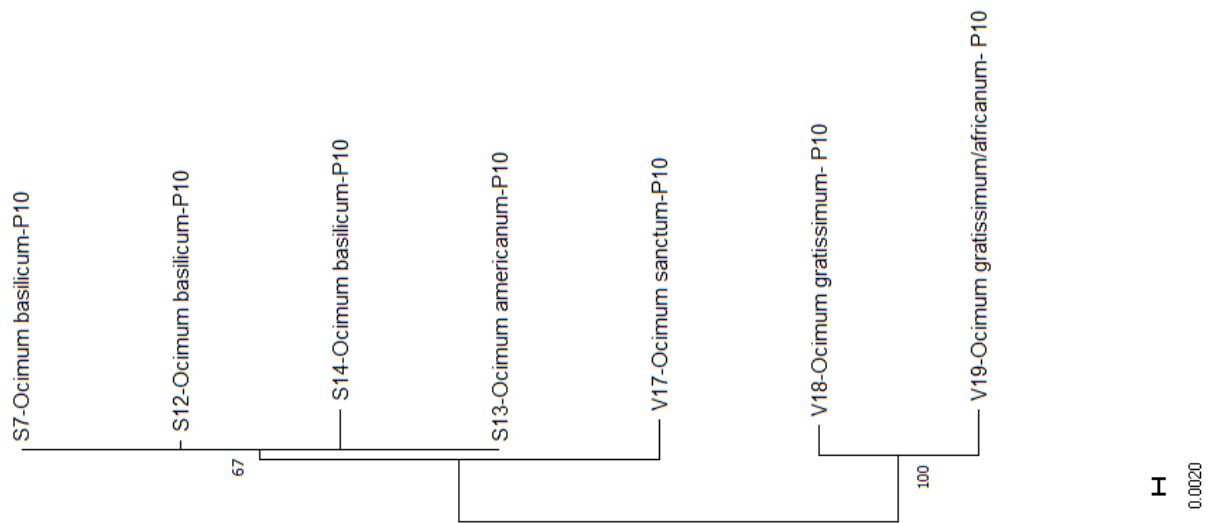 S7-Ocimum basilicum-P10
S12-Ocimum basilicum-P10
S14-Ocimum basilicum-P10
S13-Ocimum americanum-P10
V17-Ocimum sanctum-P10
V18-Ocimum gratissimum- P10
V19-Ocimum gratissimum/africanum- P10
67
100
0.0020